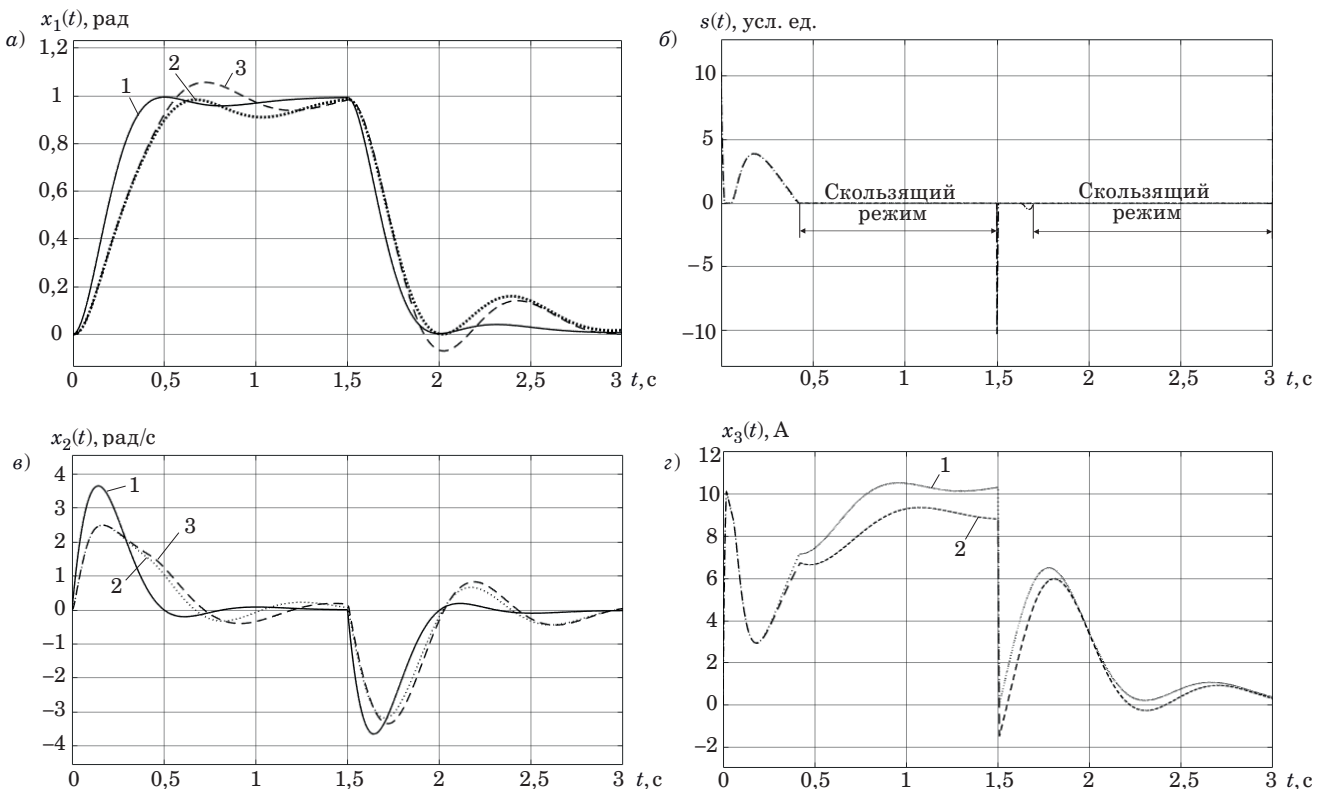 а)
x₁(t), рад
1,2
1
0,8
0,6
0,4
0,2
0
0 0,5 1 1,5 2 2,5 3 t, с
1
2
3
б)
s(t), усл. ед.
10
5
0
−5
−10
0,5 1 1,5 2 2,5 3 t, с
Скользящий режим
Скользящий режим
в)
x₂(t), рад/с
4
3
2
1
0
−1
−2
−3
−4
0 0,5 1 1,5 2 2,5 3 t, с
1
2
3
г)
x₃(t), А
12
10
8
6
4
2
0
−2
0 0,5 1 1,5 2 2,5 3 t, с
1
2